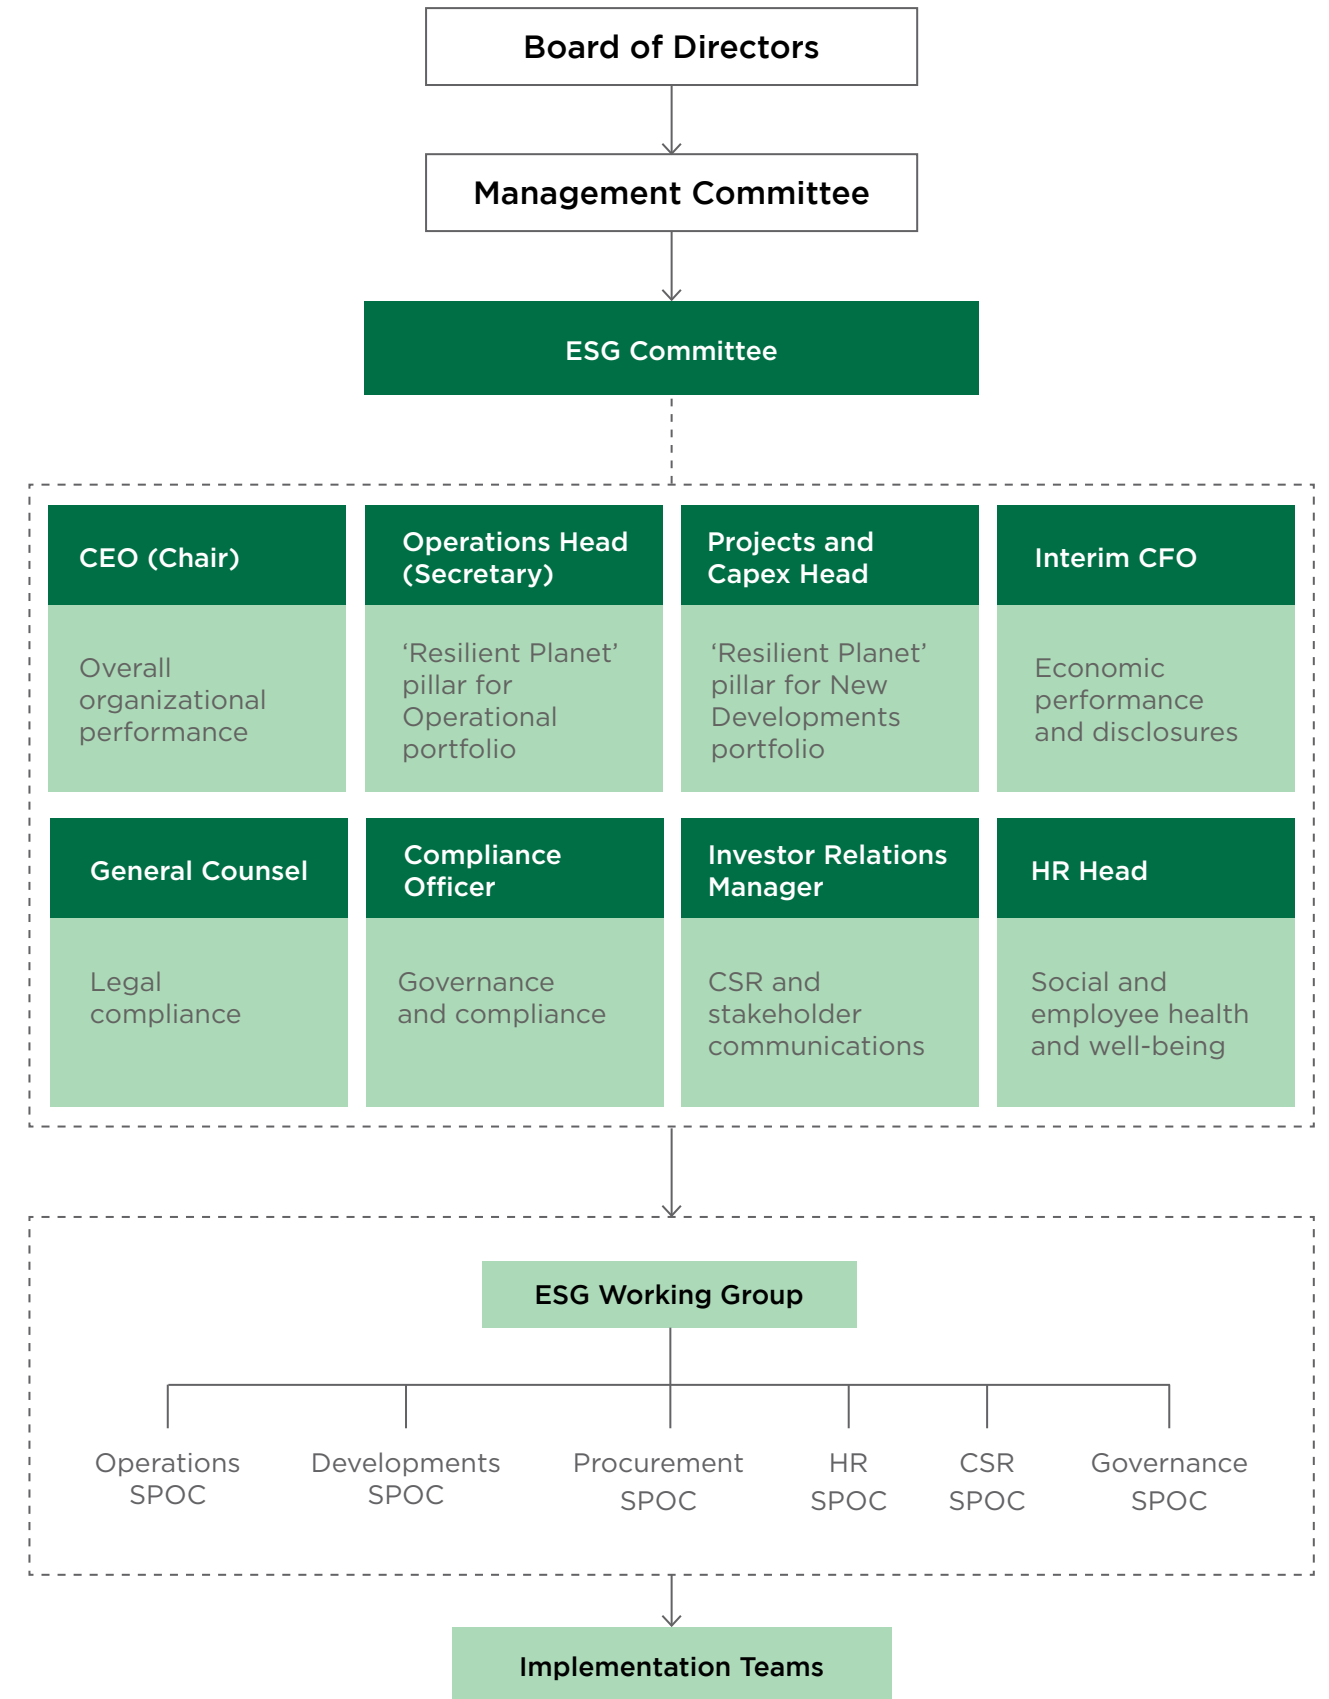 Board of Directors
Management Committee
ESG Committee
CEO (Chair)
Overall
organizational
performance
Operations Head
(Secretary)
‘Resilient Planet’
pillar for
Operational
portfolio
Projects and
Capex Head
‘Resilient Planet’
pillar for New
Developments
portfolio
Interim CFO
Economic
performance
and disclosures
General Counsel
Legal
compliance
Compliance
Officer
Governance
and compliance
Investor Relations
Manager
CSR and
stakeholder
communications
HR Head
Social and
employee health
and well-being
ESG Working Group
Operations
SPOC
Developments
SPOC
Procurement
SPOC
HR
SPOC
CSR
SPOC
Governance
SPOC
Implementation Teams